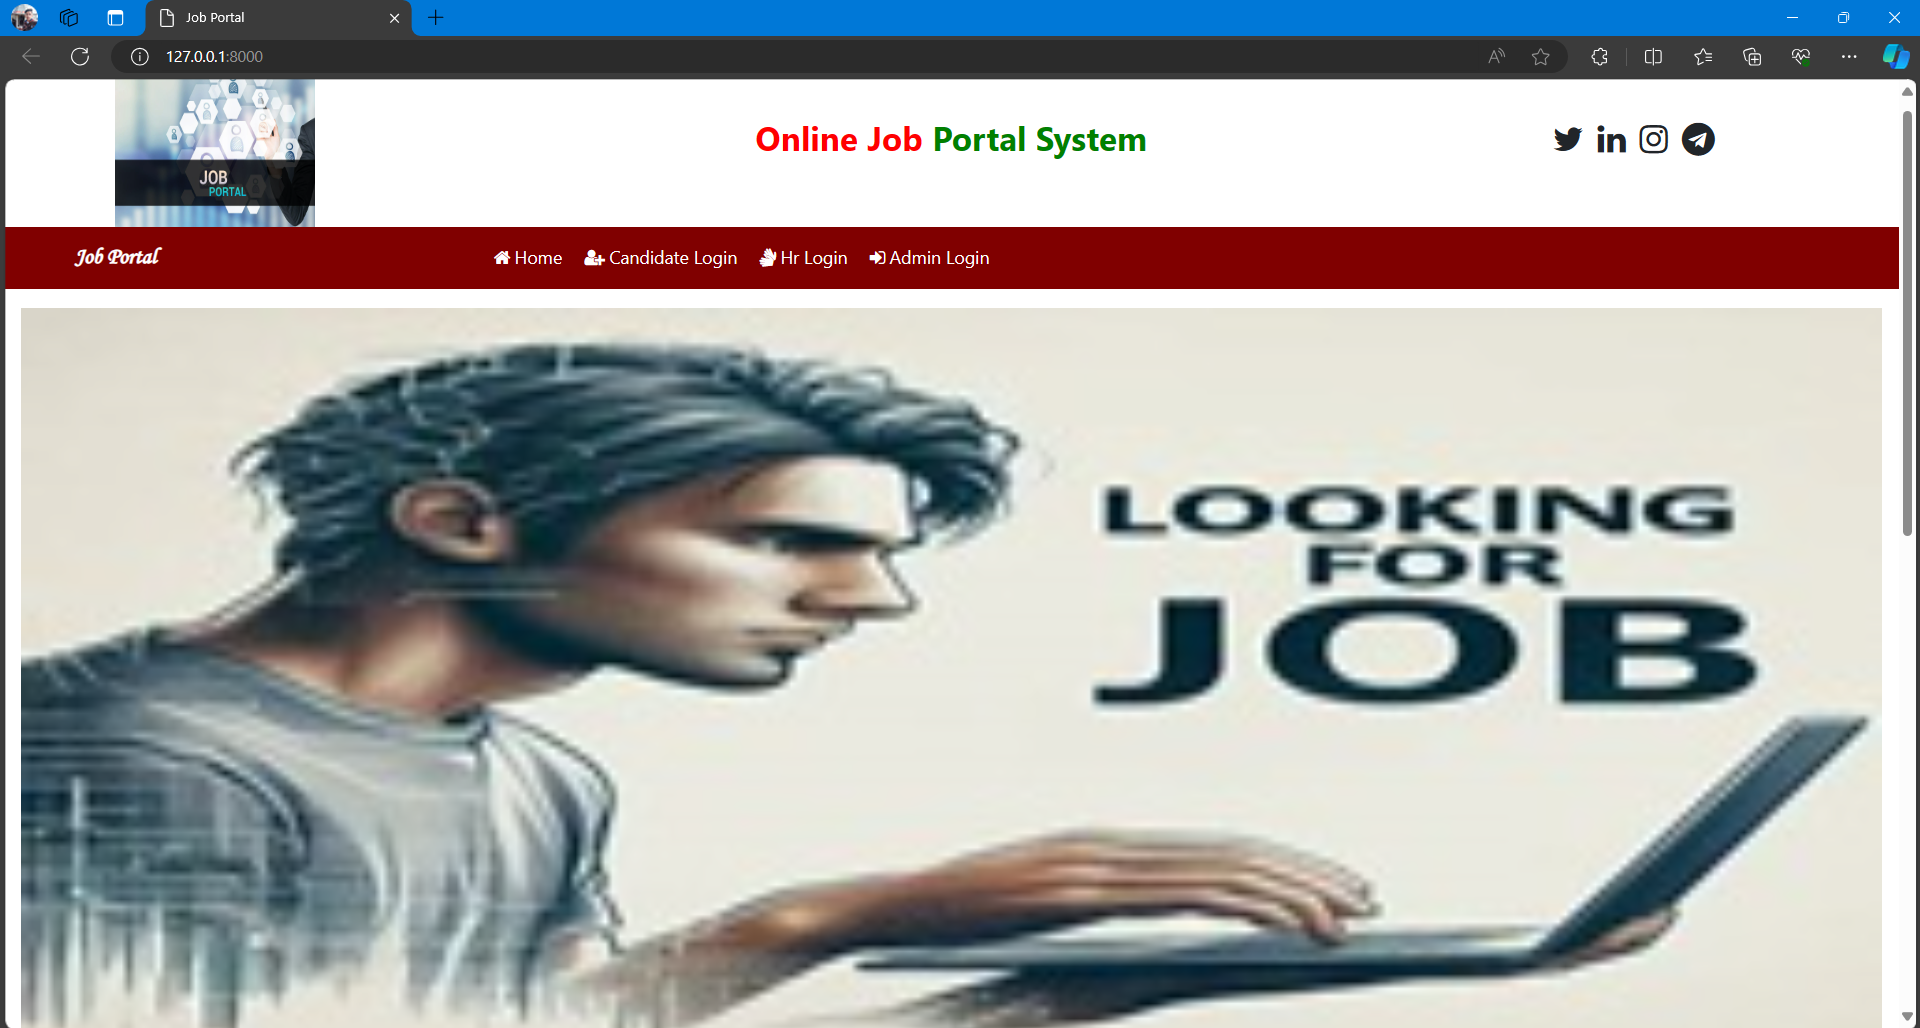 Job Portal
127.0.0.1:8000
JOB
PORTAL
Online Job Portal System
Job Portal
Home
Candidate Login
Hr Login
Admin Login
LOOKING
FOR
JOB